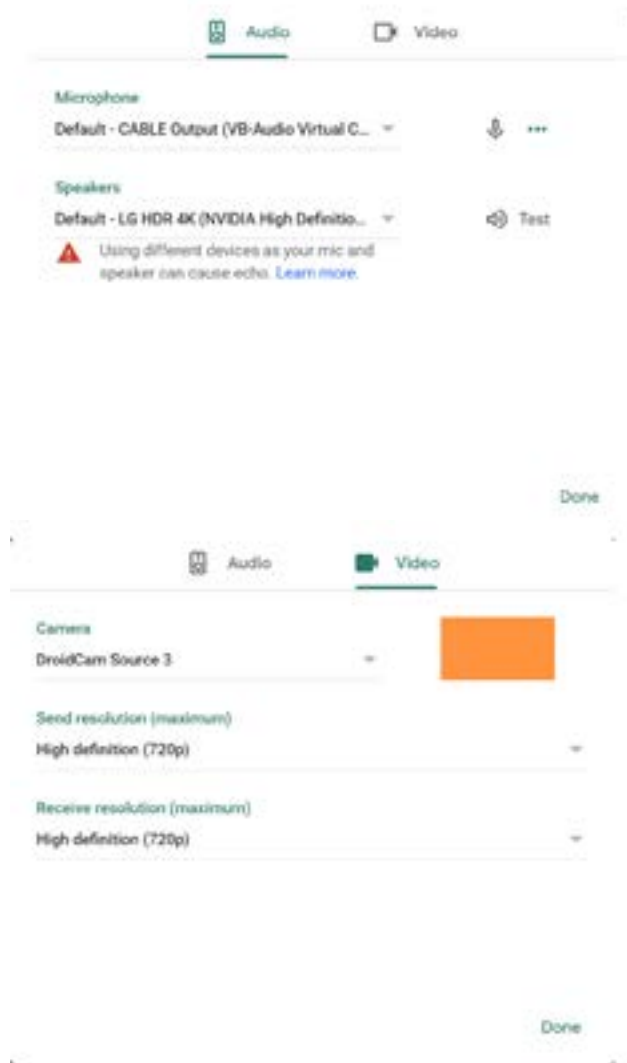 Audio Video
Microphone
Default - CABLE Output (VB-Audio Virtual C...
Speakers
Default - LG HDR 4K (NVIDIA High Definitio... Test
Using different devices as your mic and
speaker can cause echo. Learn more.
Done
Audio Video
Camera
DroidCam Source 3
Send resolution (maximum)
High definition (720p)
Receive resolution (maximum)
High definition (720p)
Done